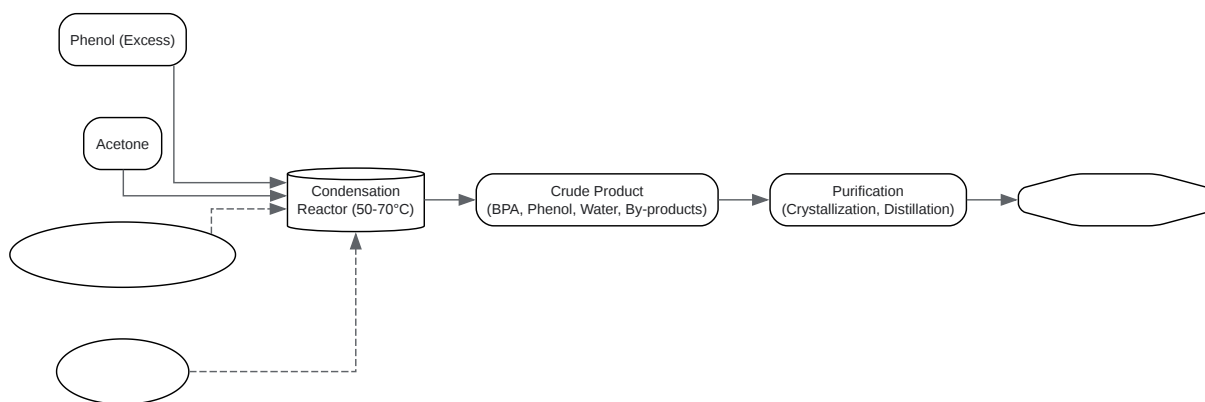 Phenol (Excess)
Acetone
Condensation
Reactor (50-70°C)
Crude Product
(BPA, Phenol, Water, By-products)
Purification
(Crystallization, Distillation)